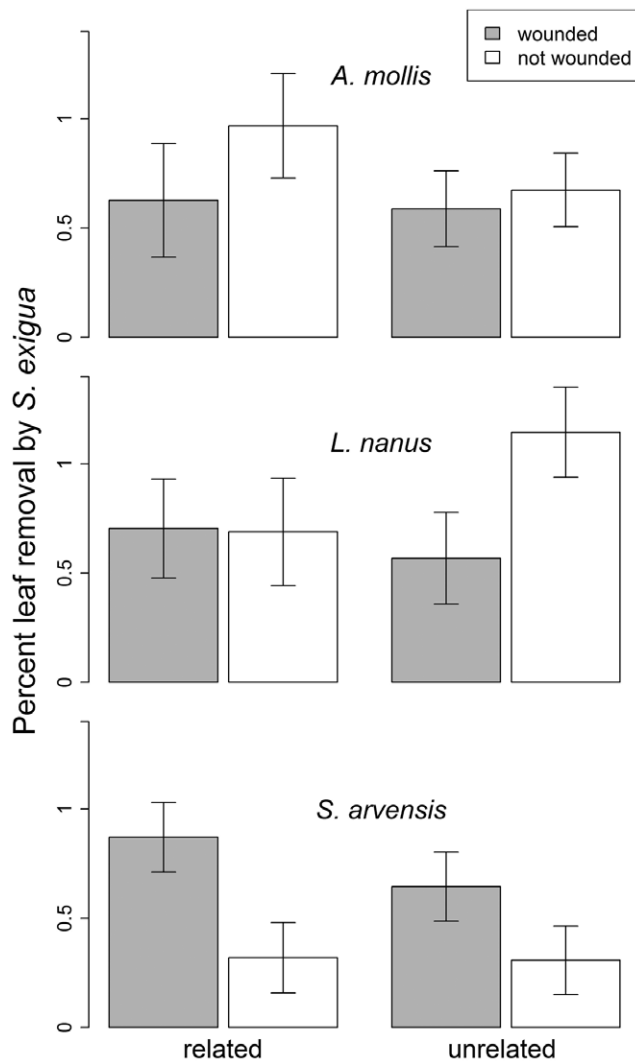 wounded
not wounded
A. mollis
1
0.5
0
Percent leaf removal by S. exigua
L. nanus
1
0.5
0
S. arvensis
1
0.5
0
related
unrelated